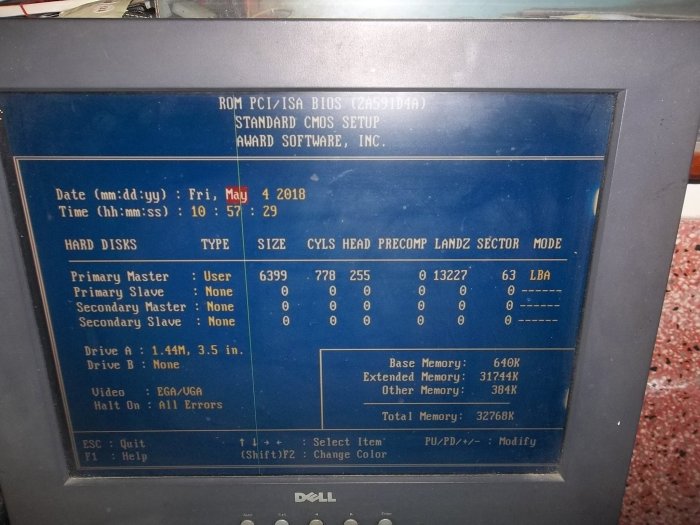 ROM PCI/ISA BIOS (2A59ID4A)
STANDARD CMOS SETUP
AWARD SOFTWARE, INC.
Date (mm:dd:yy) : Fri, May 4 2018
Time (hh:mm:ss) : 10 : 57 : 29
HARD DISKS TYPE SIZE CYLS HEAD PRECOMP LANDZ SECTOR MODE
Primary Master : User 6399 778 255 0 13227 63 LBA
Primary Slave : None 0 0 0 0 0 0 ------
Secondary Master : None 0 0 0 0 0 0 ------
Secondary Slave : None 0 0 0 0 0 0 ------
Drive A : 1.44M, 3.5 in.
Drive B : None
Video : EGA/VGA
Halt On : All Errors
Base Memory: 640K
Extended Memory: 31744K
Other Memory: 384K
Total Memory: 32768K
ESC : Quit ↑ ↓ → ← : Select Item PU/PD/+/- : Modify
F1 : Help (Shift)F2 : Change Color
DELL